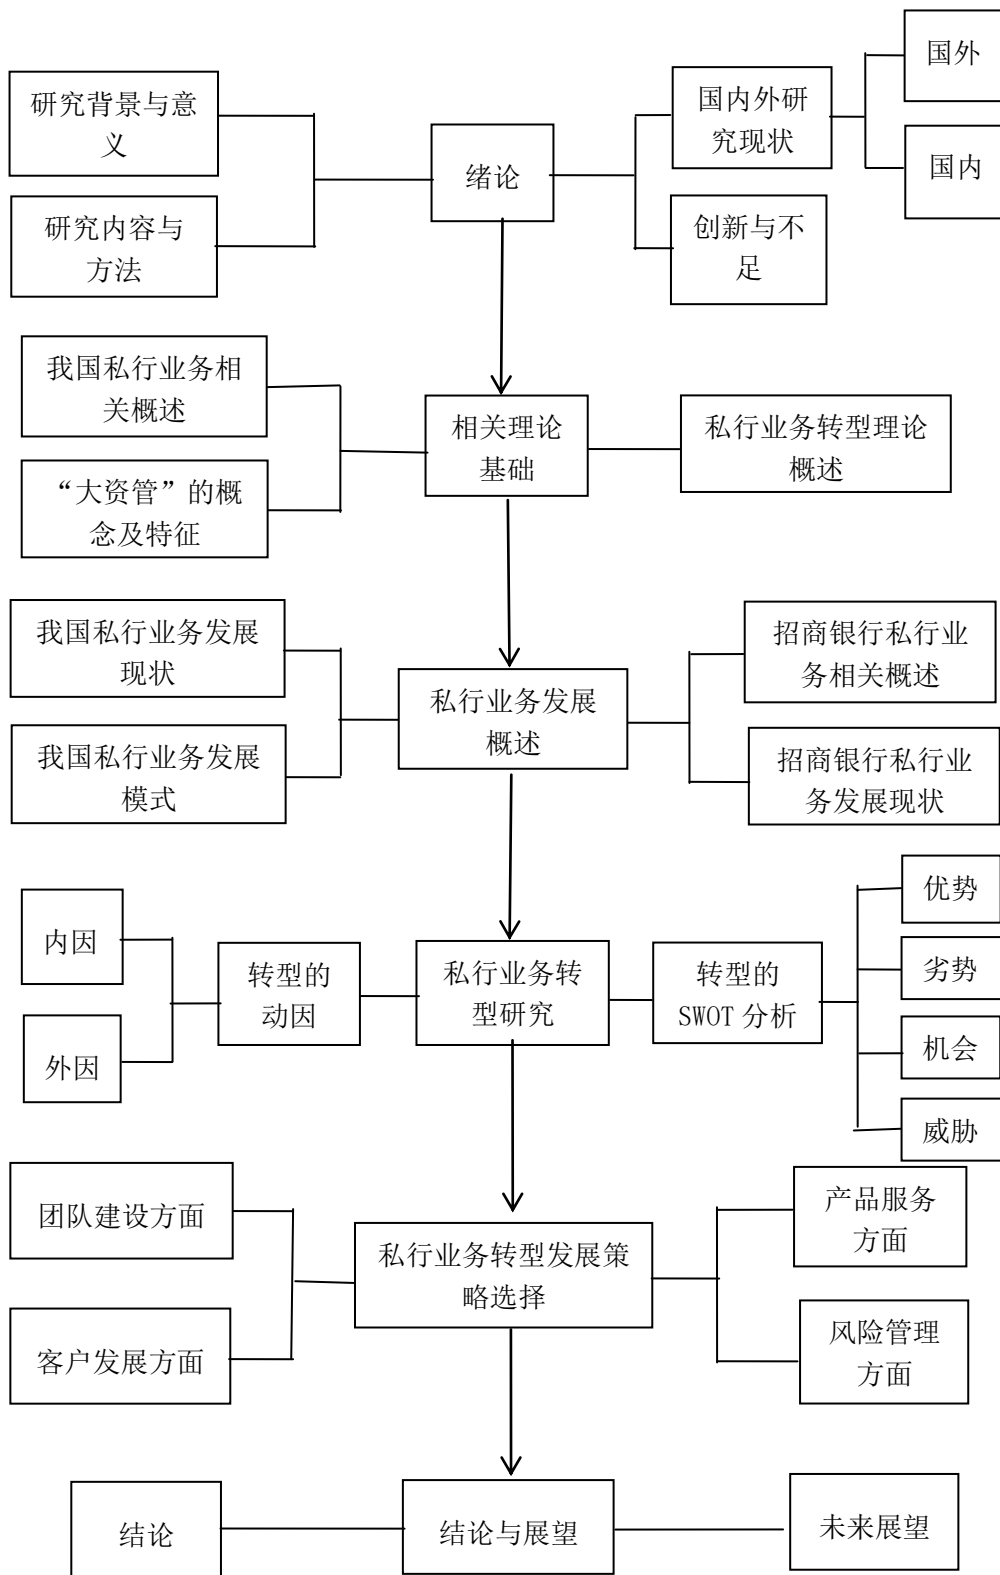 国外
研究背景与意
义
国内外研
究现状
绪论
国内
研究内容与
方法
创新与不
足
我国私行业务相
关概述
相关理论
基础
私行业务转型理论
概述
“大资管”的概
念及特征
我国私行业务发展
现状
招商银行私行业
务相关概述
私行业务发展
概述
我国私行业务发展
模式
招商银行私行业
务发展现状
优势
内因
转型的
动因
私行业务转
型研究
转型的
SWOT 分析
劣势
外因
机会
威胁
团队建设方面
产品服务
方面
私行业务转型发展策
略选择
客户发展方面
风险管理
方面
结论
结论与展望
未来展望